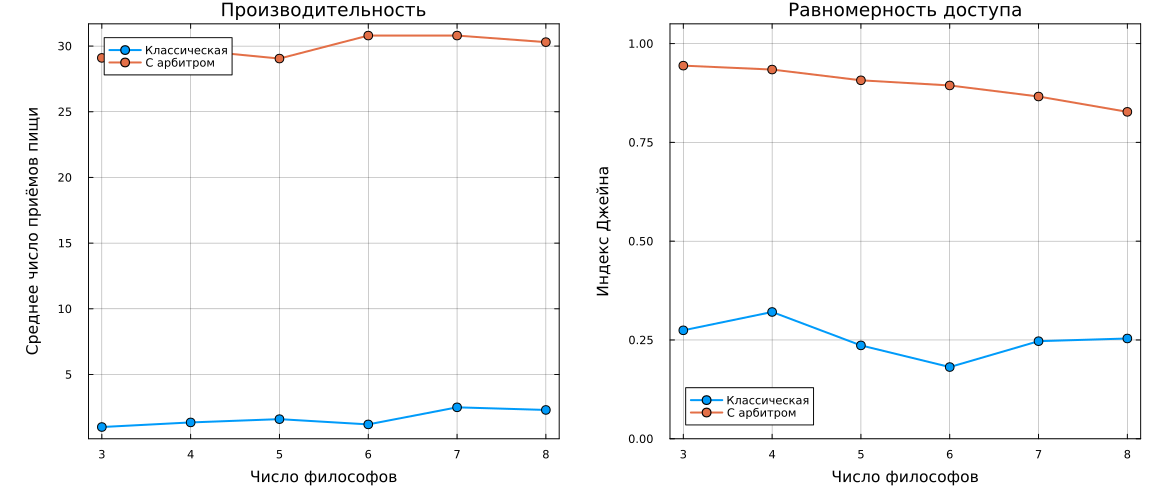 Производительность
Среднее число приёмов пищи
30
25
20
15
10
5
Классическая
С арбитром
3 4 5 6 7 8
Число философов
Равномерность доступа
Индекс Джейна
1.00
0.75
0.50
0.25
0.00
Классическая
С арбитром
3 4 5 6 7 8
Число философов